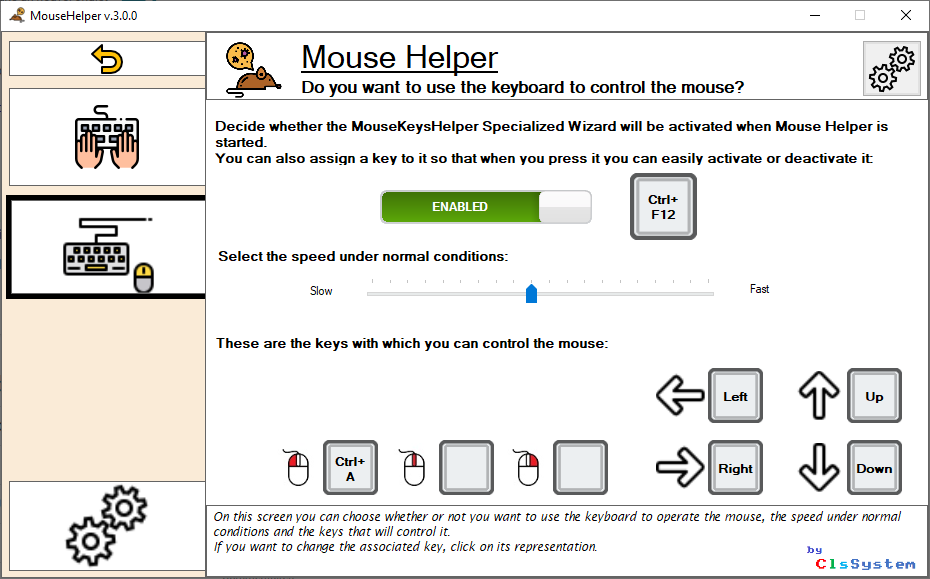 MouseHelper v.3.0.0
Mouse Helper
Do you want to use the keyboard to control the mouse?
Decide whether the MouseKeysHelper Specialized Wizard will be activated when Mouse Helper is
started.
You can also assign a key to it so that when you press it you can easily activate or deactivate it:
ENABLED
Ctrl+
F12
Select the speed under normal conditions:
Slow
Fast
These are the keys with which you can control the mouse:
Left
Up
Ctrl+
A
Right
Down
On this screen you can choose whether or not you want to use the keyboard to operate the mouse, the speed under normal
conditions and the keys that will control it.
If you want to change the associated key, click on its representation.
by
ClsSystem